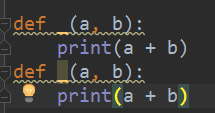 def _(a, b):
    print(a + b)
def _(a, b):
    print(a + b)